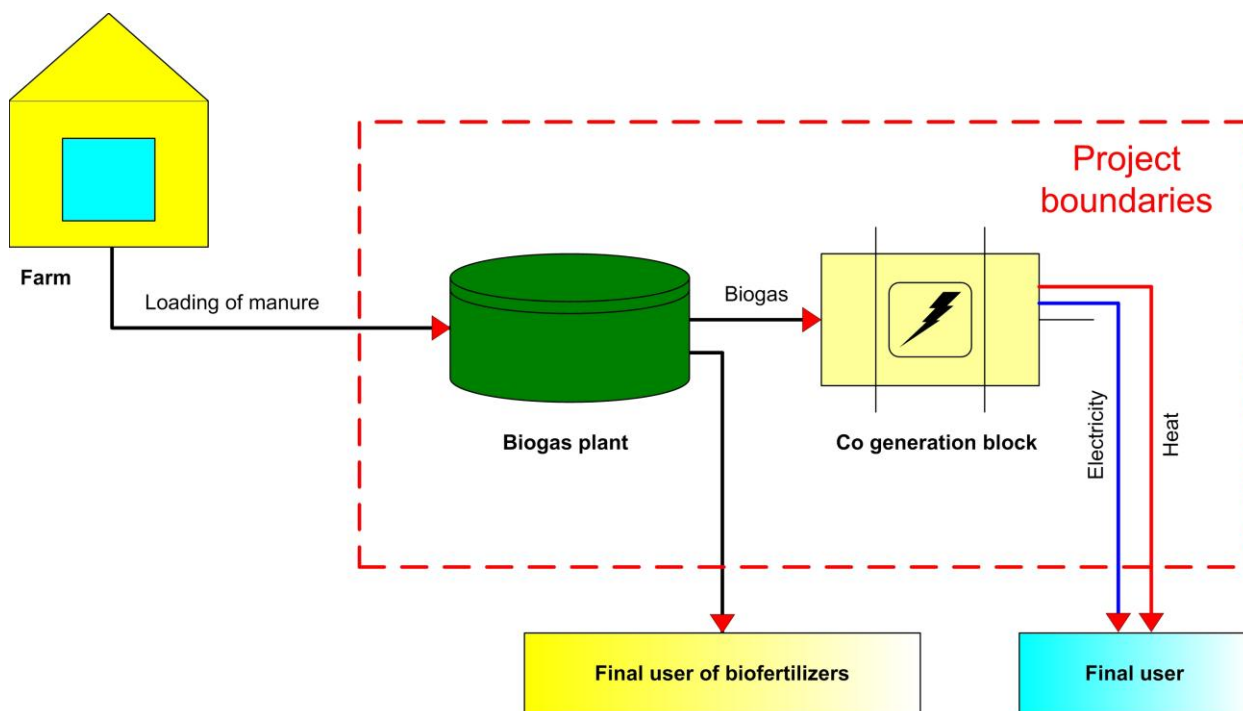 Project
boundaries
Farm
Loading of manure
Biogas
Biogas plant
Co generation block
Electricity
Heat
Final user of biofertilizers
Final user